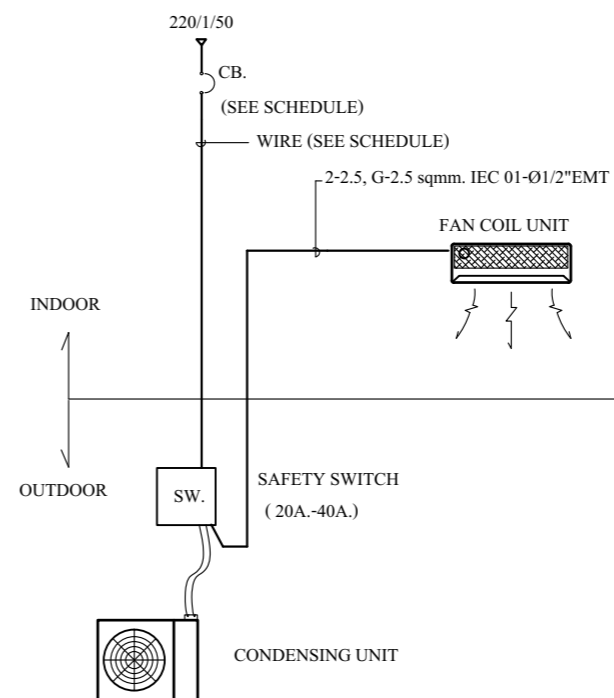 220/1/50
CB.
(SEE SCHEDULE)
WIRE (SEE SCHEDULE)
2-2.5, G-2.5 sqmm. IEC 01-Ø1/2"EMT
FAN COIL UNIT
INDOOR
OUTDOOR
SW.
SAFETY SWITCH
( 20A.-40A.)
CONDENSING UNIT